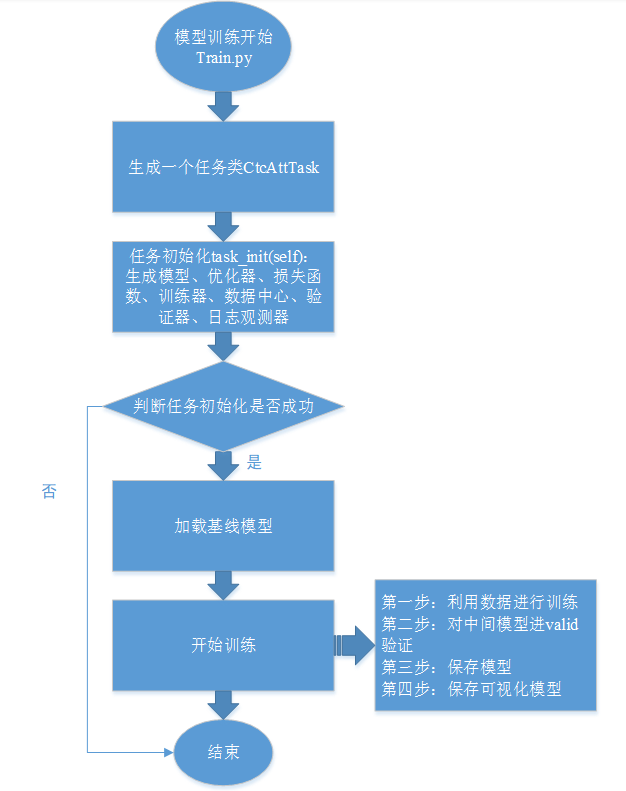 模型训练开始
Train.py
生成一个任务类CtcAttTask
任务初始化task_init(self):
生成模型、优化器、损失函
数、训练器、数据中心、验
证器、日志观测器
判断任务初始化是否成功
是
否
加载基线模型
开始训练
第一步：利用数据进行训练
第二步：对中间模型进valid
验证
第三步：保存模型
第四步：保存可视化模型
结束